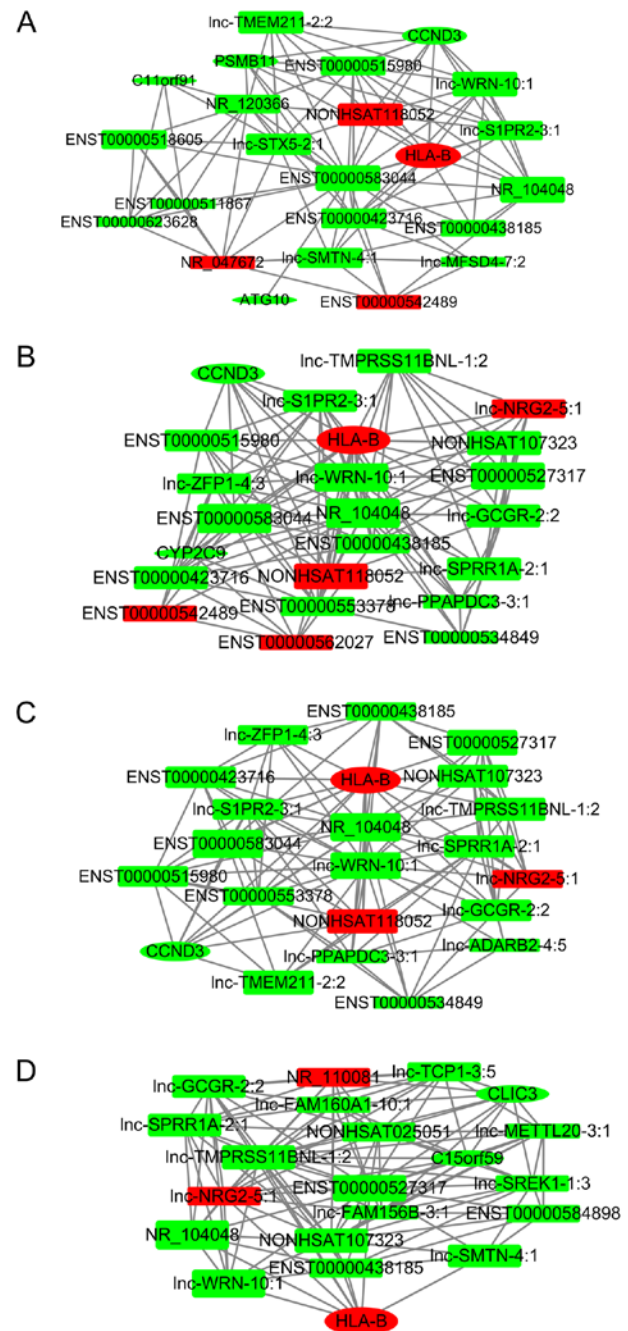 A
lnc-TMEM211-2:2
CCND3
PSMB11
ENST00000515980
C11orf91
lnc-WRN-10:1
NR_120366
NONHSAT118052
ENST00000518605
lnc-STX5-2:1
lnc-S1PR2-3:1
HLA-B
ENST00000583044
NR_104048
ENST00000511867
ENST00000423716
ENST00000623628
ENST00000438185
NR_047672
lnc-SMTN-4:1
lnc-MFSD4-7:2
ATG10
ENST00000542489
B
lnc-TMPRSS11BNL-1:2
CCND3
lnc-S1PR2-3:1
lnc-NRG2-5:1
ENST00000515980
HLA-B
NONHSAT107323
lnc-ZFP1-4:3
lnc-WRN-10:1
ENST00000527317
ENST00000583044
NR_104048
lnc-GCGR-2:2
ENST00000438185
CYP2C9
ENST00000423716
NONHSAT118052
lnc-SPRR1A-2:1
ENST00000542489
ENST00000553378
lnc-PPAPDC3-3:1
ENST00000562027
ENST00000534849
C
ENST00000438185
lnc-ZFP1-4:3
ENST00000527317
ENST00000423716
HLA-B
NONHSAT107323
lnc-S1PR2-3:1
lnc-TMPRSS11BNL-1:2
NR_104048
ENST00000583044
lnc-SPRR1A-2:1
lnc-WRN-10:1
ENST00000515980
lnc-NRG2-5:1
ENST00000553378
NONHSAT118052
lnc-GCGR-2:2
CCND3
lnc-PPAPDC3-3:1
lnc-ADARB2-4:5
lnc-TMEM211-2:2
ENST00000534849
D
lnc-TCP1-3:5
NR_110081
lnc-GCGR-2:2
CLIC3
lnc-FAM160A1-10:1
lnc-SPRR1A-2:1
NONHSAT025051
lnc-METTL20-3:1
lnc-TMPRSS11BNL-1:2
C15orf59
lnc-NRG2-5:1
ENST00000527317
lnc-SREK1-1:3
lnc-FAM156B-3:1
ENST00000584898
NR_104048
NONHSAT107323
lnc-SMTN-4:1
ENST00000438185
lnc-WRN-10:1
HLA-B